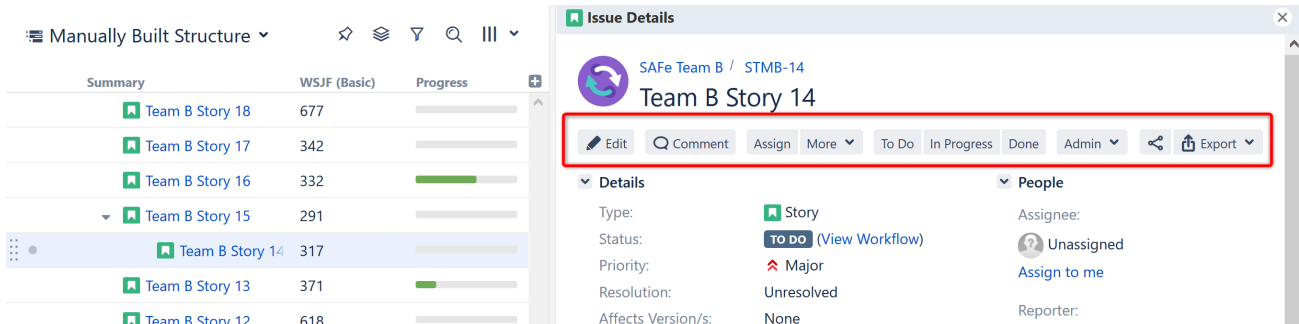 Manually Built Structure
Summary WSJF (Basic) Progress
Team B Story 18 677
Team B Story 17 342
Team B Story 16 332
Team B Story 15 291
Team B Story 14 317
Team B Story 13 371
Team B Story 12 618
Issue Details
SAFe Team B / STMB-14
Team B Story 14
Edit Comment Assign More To Do In Progress Done Admin Export
Details
Type: Story
Status: TO DO (View Workflow)
Priority: Major
Resolution: Unresolved
Affects Version/s: None
People
Assignee:
Unassigned
Assign to me
Reporter: